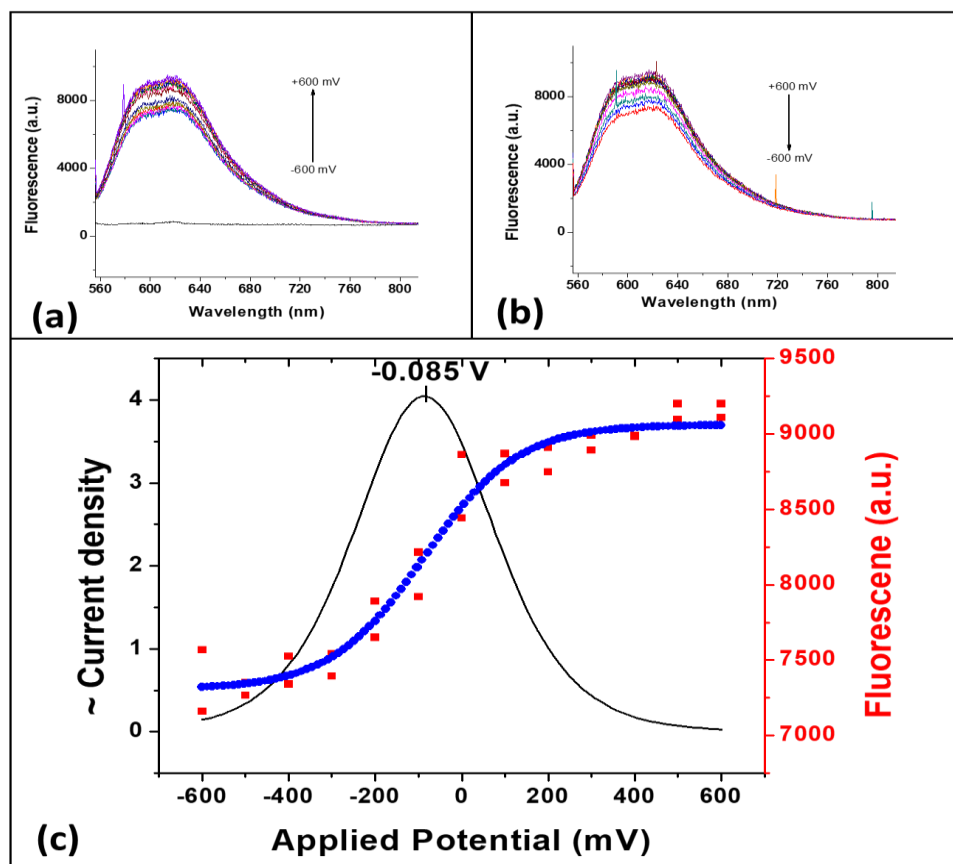 8000
4000
0
560 600 640 680 720 760 800
Fluorescence (a.u.)
Wavelength (nm)
+600 mV
-600 mV
(a)
8000
4000
0
560 600 640 680 720 760 800
Fluorescence (a.u.)
Wavelength (nm)
+600 mV
-600 mV
(b)
-0.085 V
4
3
2
1
0
~ Current density
9500
9000
8500
8000
7500
7000
Fluorescene (a.u.)
-600 -400 -200 0 200 400 600
Applied Potential (mV)
(c)